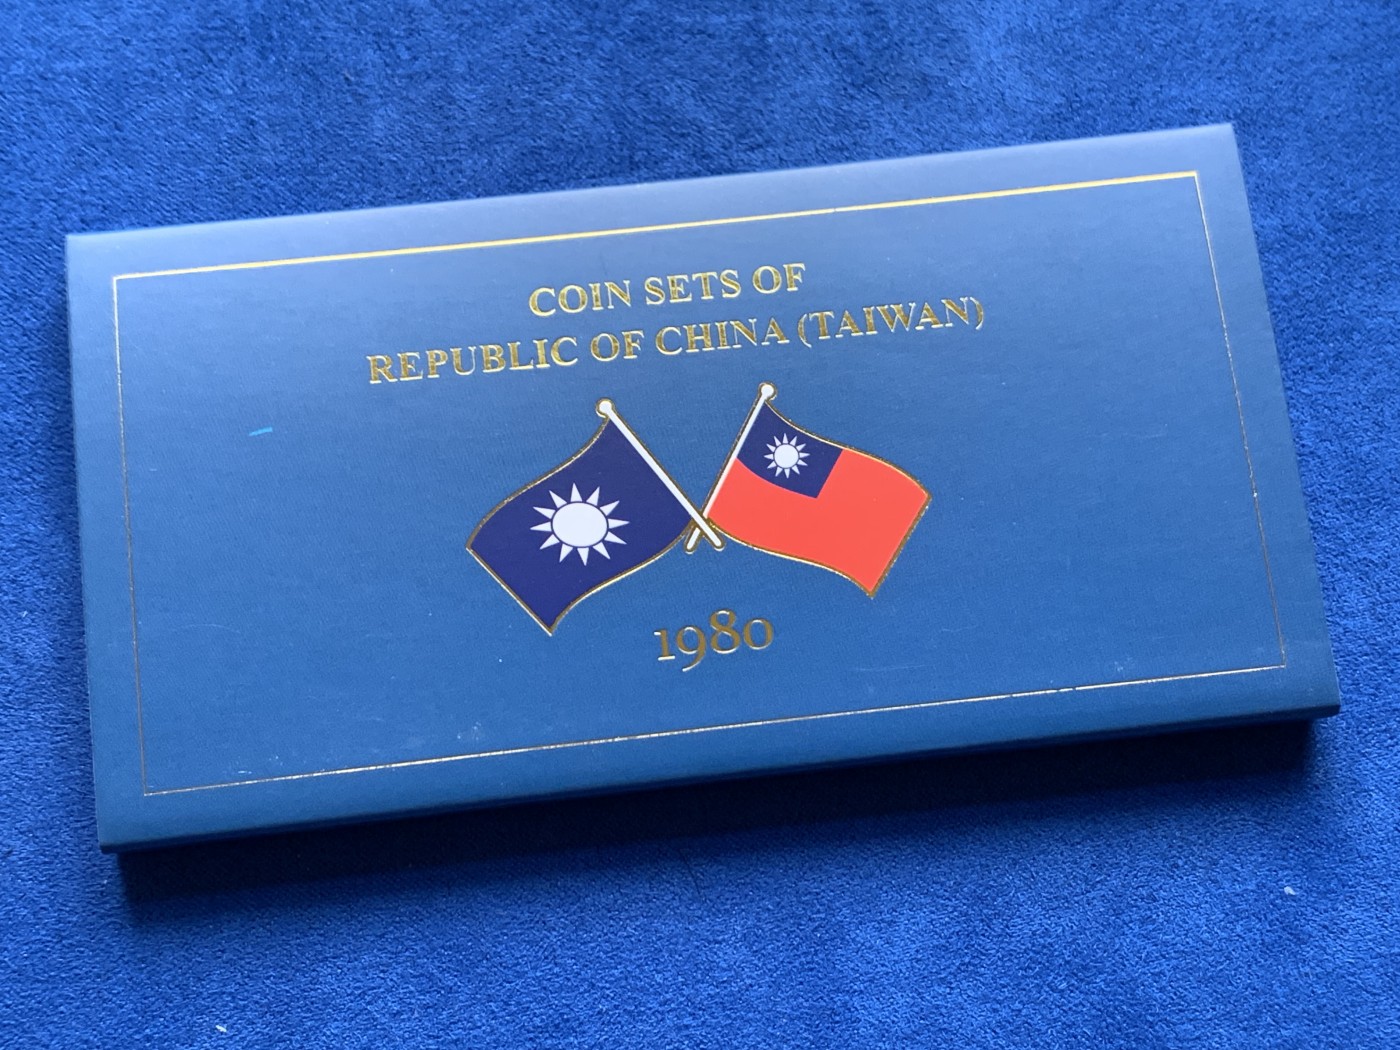 COIN SETS OF
REPUBLIC OF CHINA (TAIWAN)
1980